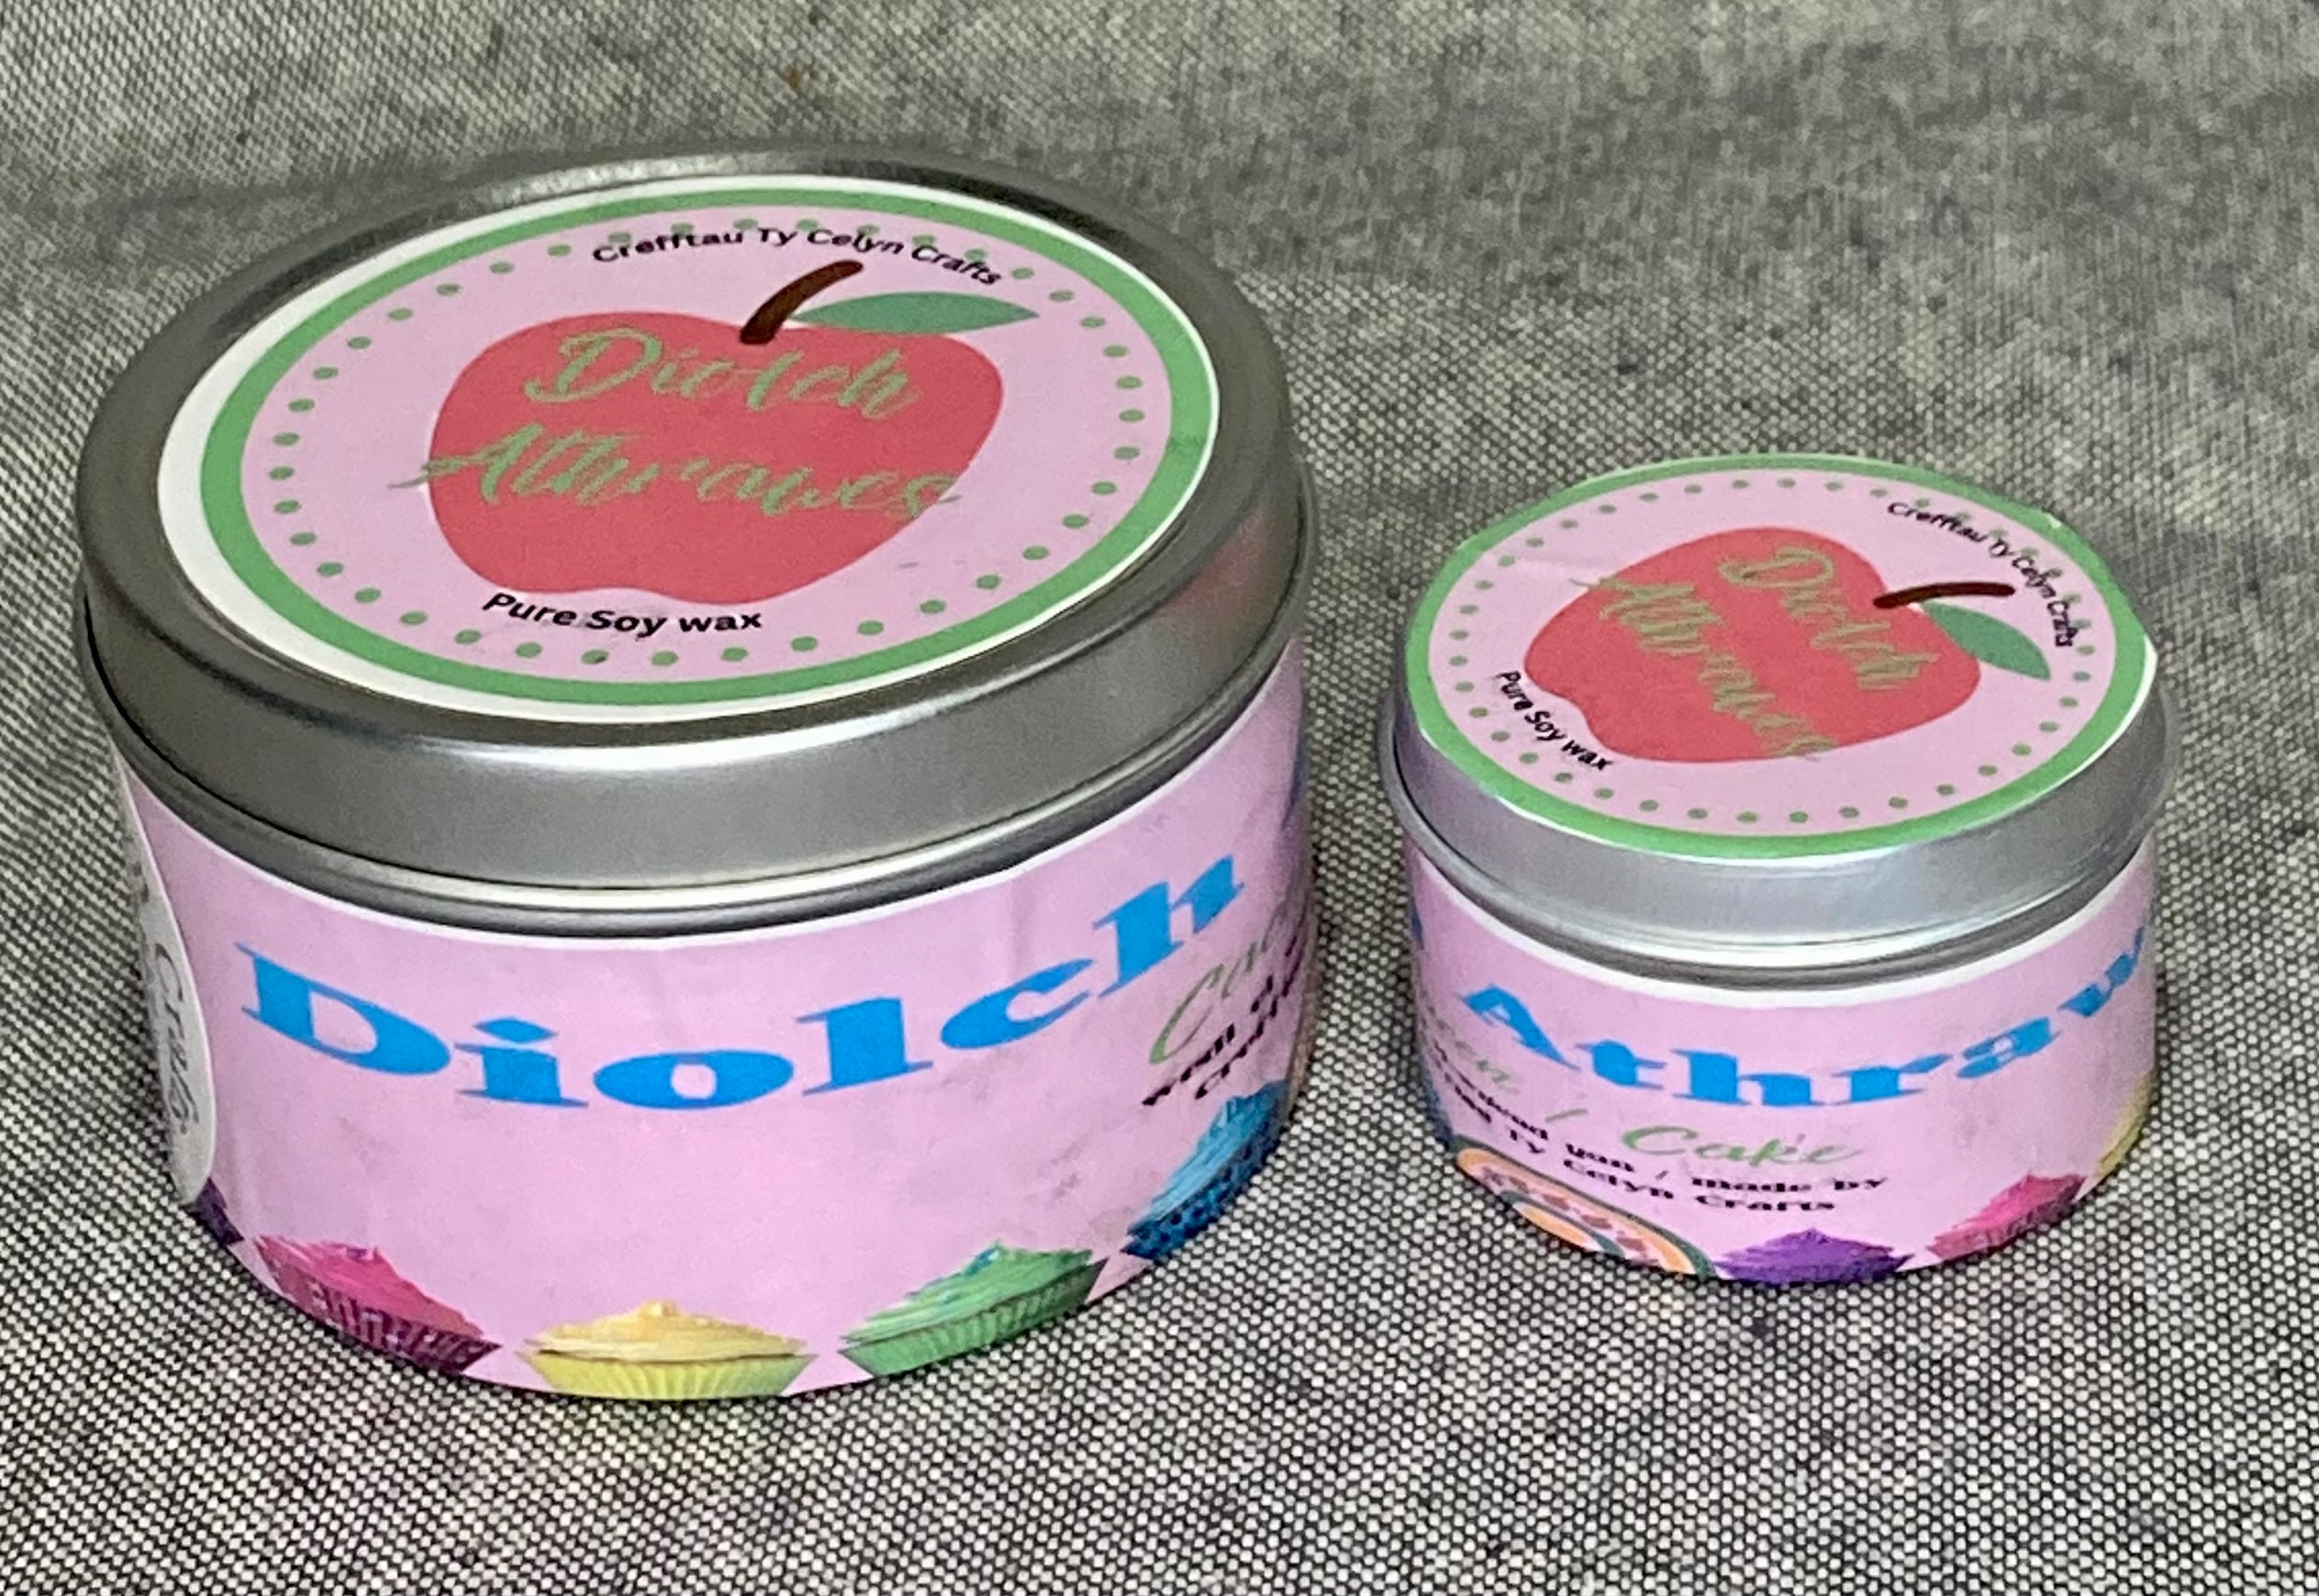 Crefftau Ty Celyn Crafts
Diolch
Athrawes
Pure Soy wax
Diolch
Crefftau Ty Celyn Crafts
Diolch
Athrawes
Pure Soy wax
Athraw
/ Cake
gan / made by
Ty Celyn Crafts